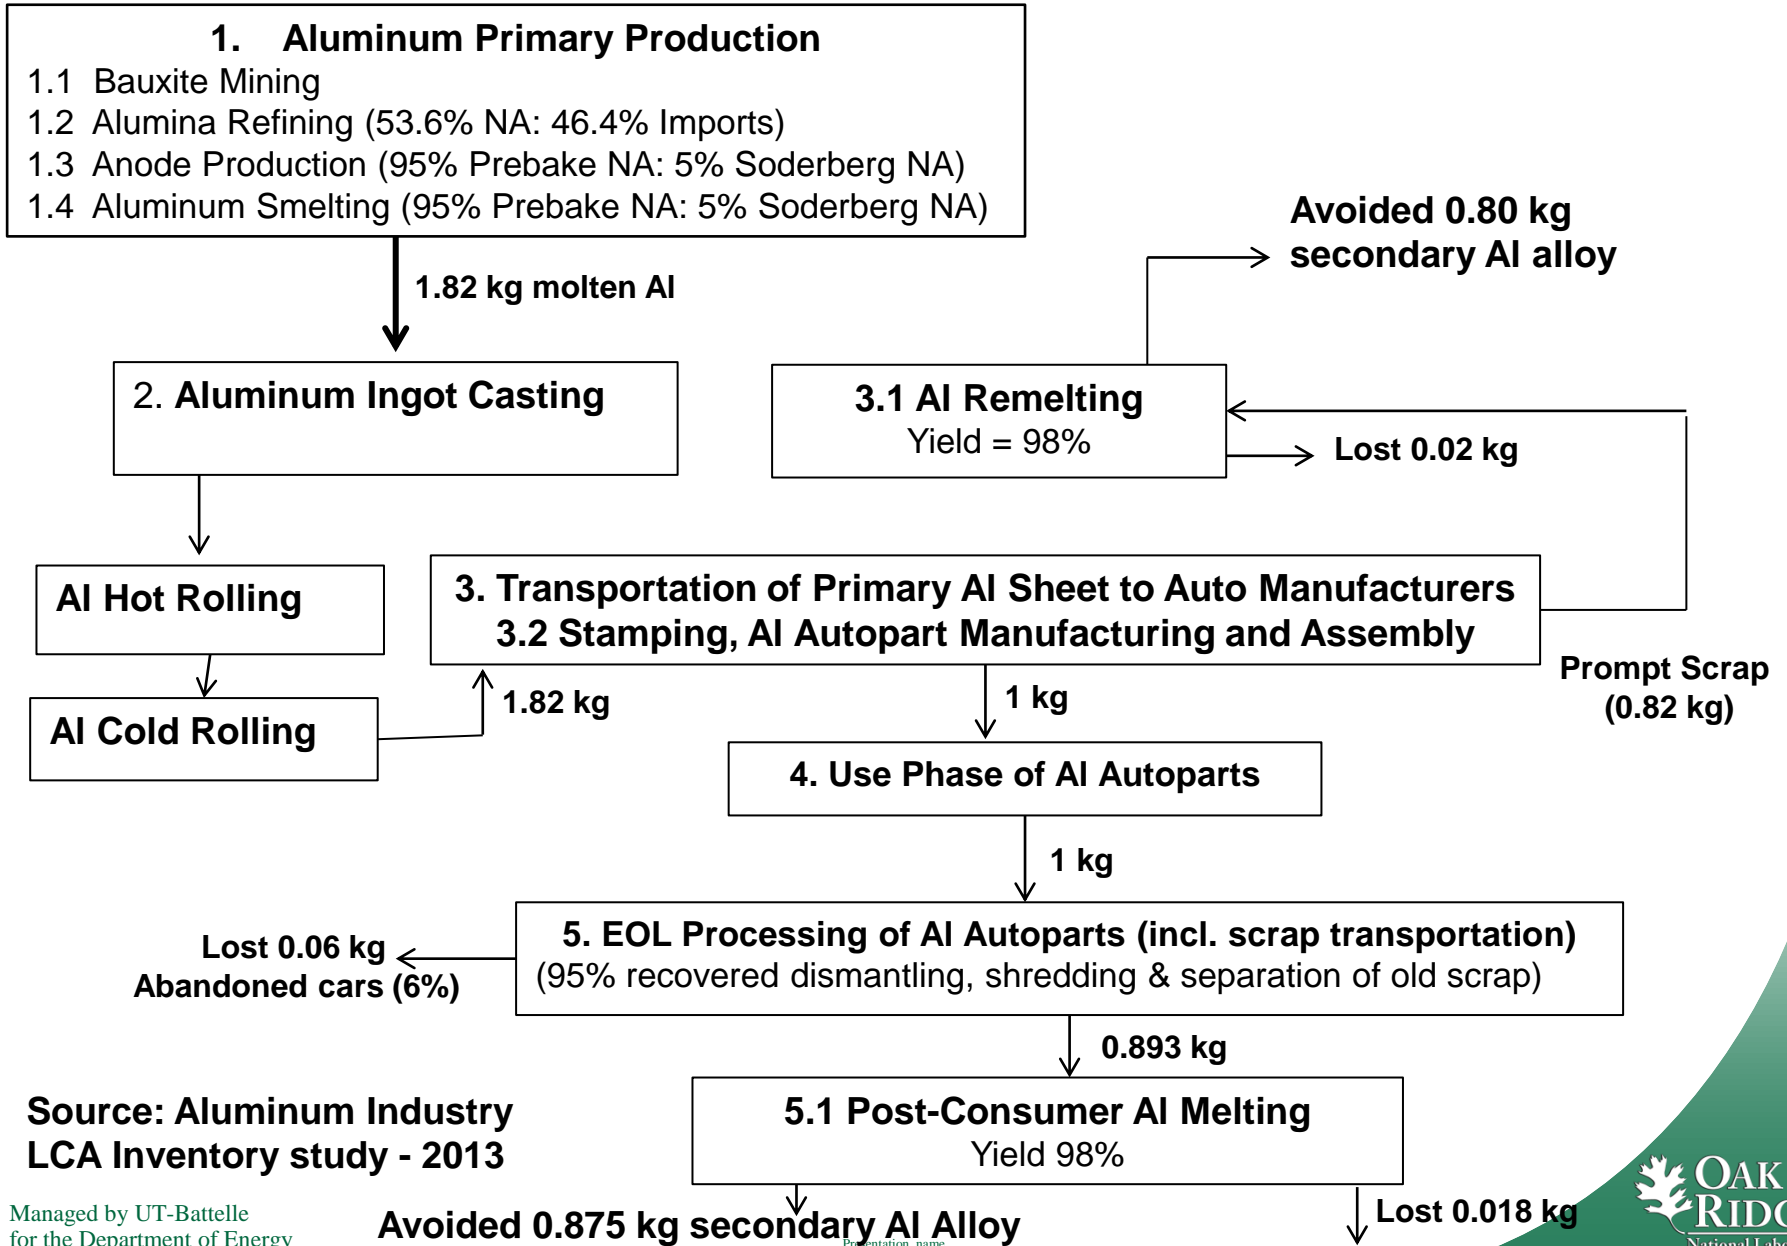 1. Aluminum Primary Production
1.1 Bauxite Mining
1.2 Alumina Refining (53.6% NA: 46.4% Imports)
1.3 Anode Production (95% Prebake NA: 5% Soderberg NA)
1.4 Aluminum Smelting (95% Prebake NA: 5% Soderberg NA)
Avoided 0.80 kg
secondary Al alloy
1.82 kg molten Al
2. Aluminum Ingot Casting
3.1 Al Remelting
Yield = 98%
Lost 0.02 kg
Al Hot Rolling
3. Transportation of Primary Al Sheet to Auto Manufacturers
3.2 Stamping, Al Autopart Manufacturing and Assembly
Prompt Scrap
(0.82 kg)
Al Cold Rolling
1.82 kg
1 kg
4. Use Phase of Al Autoparts
1 kg
Lost 0.06 kg
Abandoned cars (6%)
5. EOL Processing of Al Autoparts (incl. scrap transportation)
(95% recovered dismantling, shredding & separation of old scrap)
0.893 kg
Source: Aluminum Industry
LCA Inventory study - 2013
5.1 Post-Consumer Al Melting
Yield 98%
Managed by UT-Battelle
for the Department of Energy
Avoided 0.875 kg secondary Al Alloy
Presentation_name
Lost 0.018 kg
OAK
RIDG
National Labo